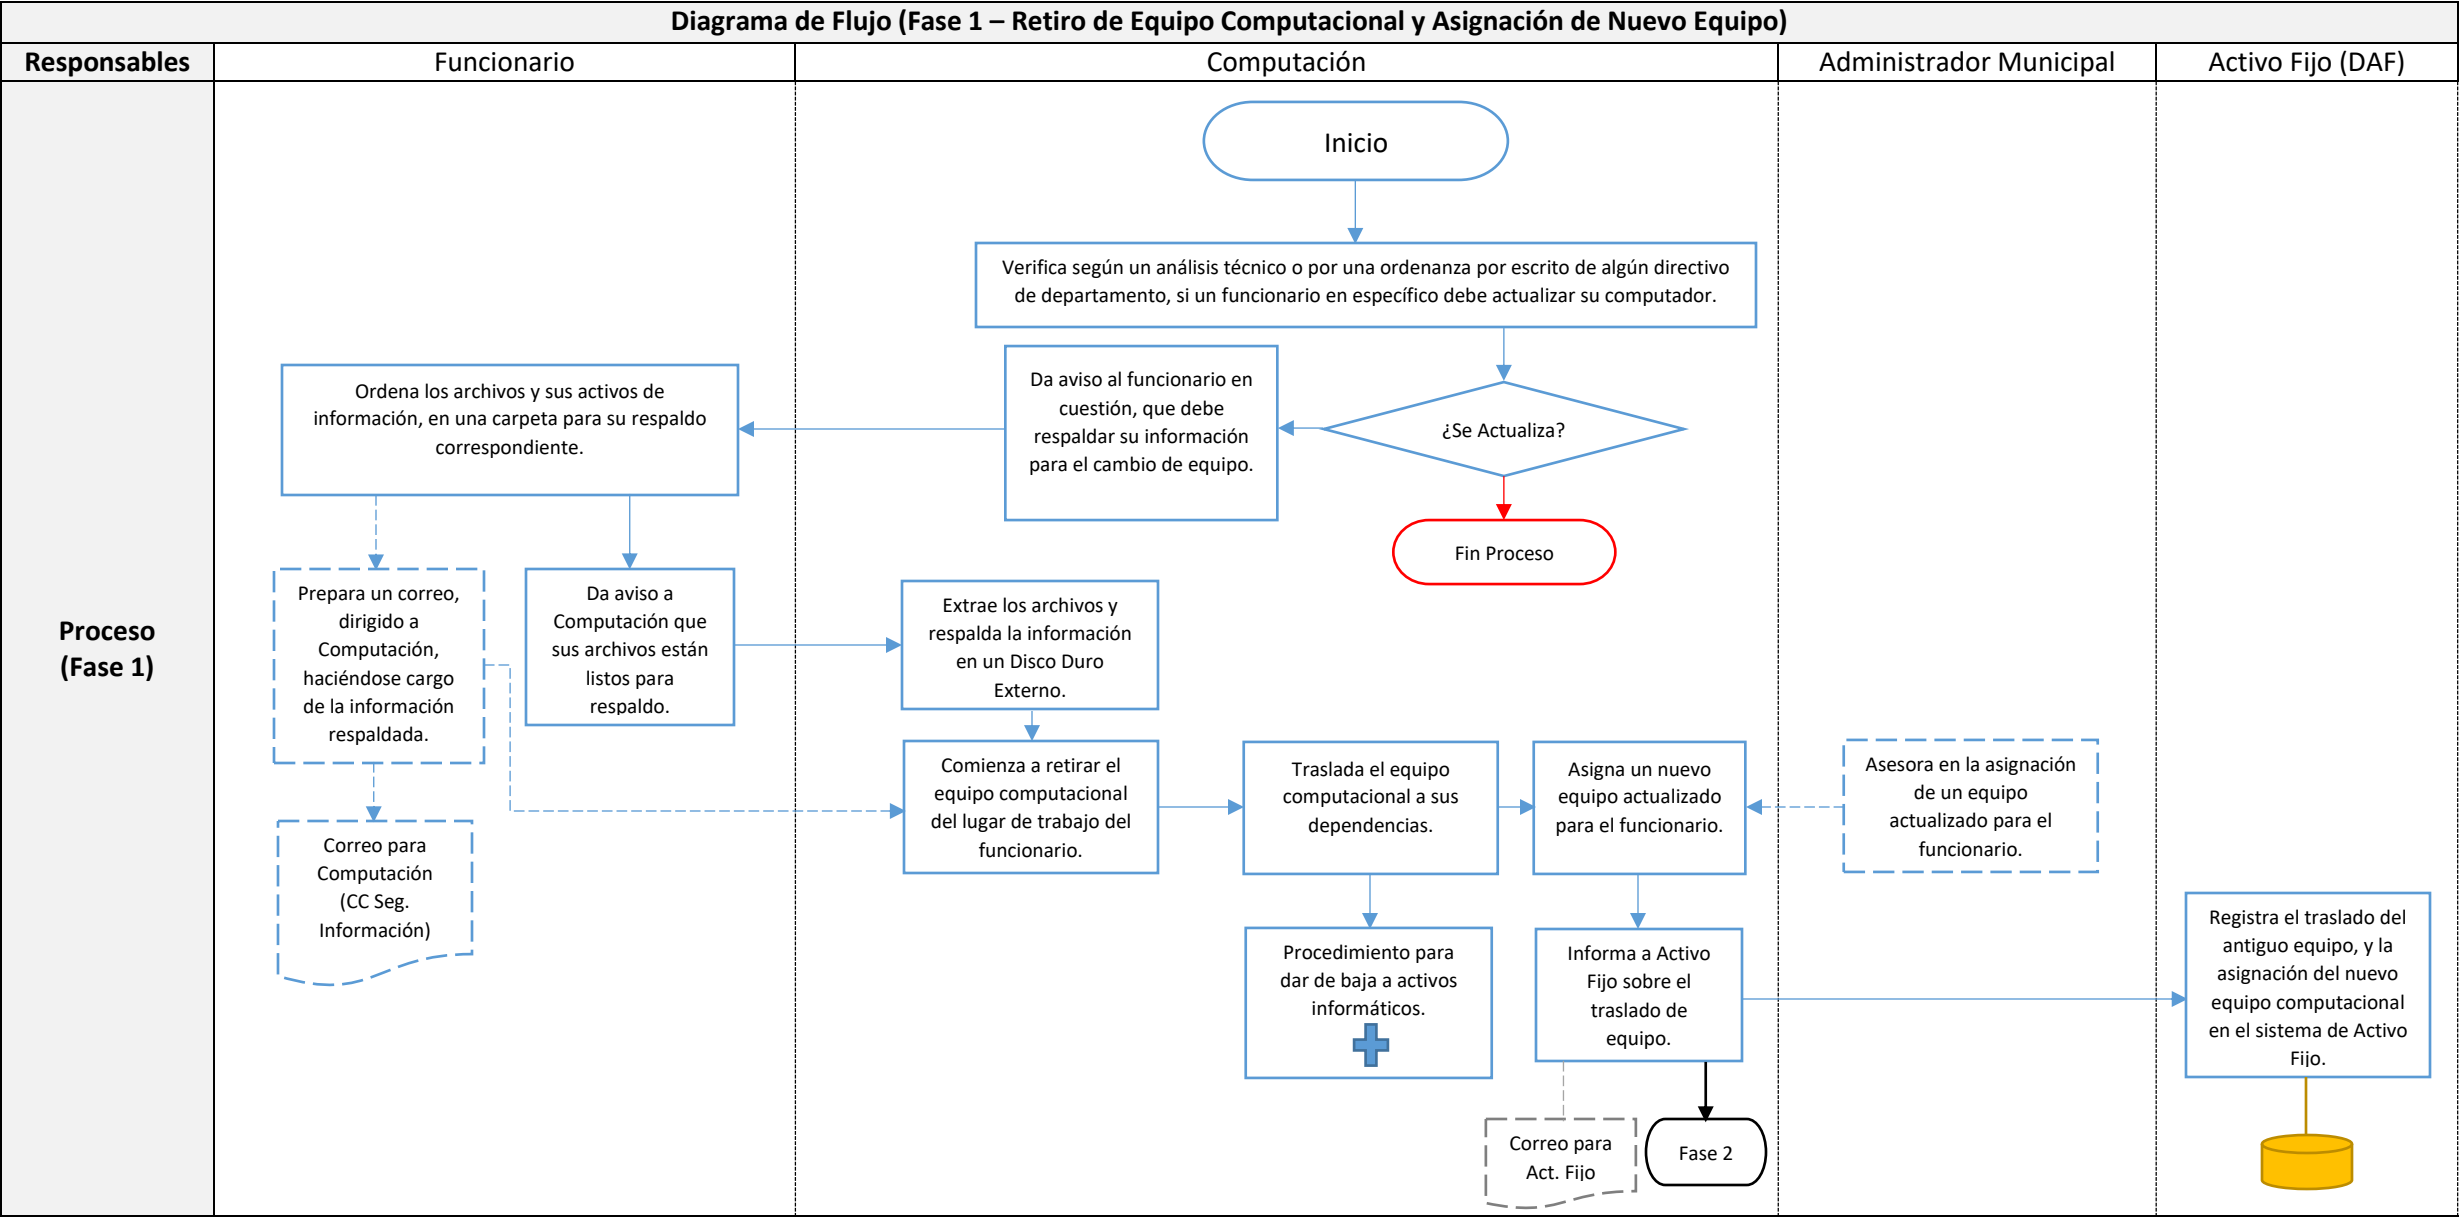 Diagrama de Flujo (Fase 1 – Retiro de Equipo Computacional y Asignación de Nuevo Equipo)
Responsables
Funcionario
Computación
Administrador Municipal
Activo Fijo (DAF)
Proceso
(Fase 1)
Inicio
Verifica según un análisis técnico o por una ordenanza por escrito de algún directivo
de departamento, si un funcionario en específico debe actualizar su computador.
¿Se Actualiza?
Fin Proceso
Da aviso al funcionario en
cuestión, que debe
respaldar su información
para el cambio de equipo.
Ordena los archivos y sus activos de
información, en una carpeta para su respaldo
correspondiente.
Prepara un correo,
dirigido a
Computación,
haciéndose cargo
de la información
respaldada.
Correo para
Computación
(CC Seg.
Información)
Da aviso a
Computación que
sus archivos están
listos para
respaldo.
Extrae los archivos y
respalda la información
en un Disco Duro
Externo.
Comienza a retirar el
equipo computacional
del lugar de trabajo del
funcionario.
Traslada el equipo
computacional a sus
dependencias.
Procedimiento para
dar de baja a activos
informáticos.
Asigna un nuevo
equipo actualizado
para el funcionario.
Asesora en la asignación
de un equipo
actualizado para el
funcionario.
Informa a Activo
Fijo sobre el
traslado de
equipo.
Correo para
Act. Fijo
Fase 2
Registra el traslado del
antiguo equipo, y la
asignación del nuevo
equipo computacional
en el sistema de Activo
Fijo.